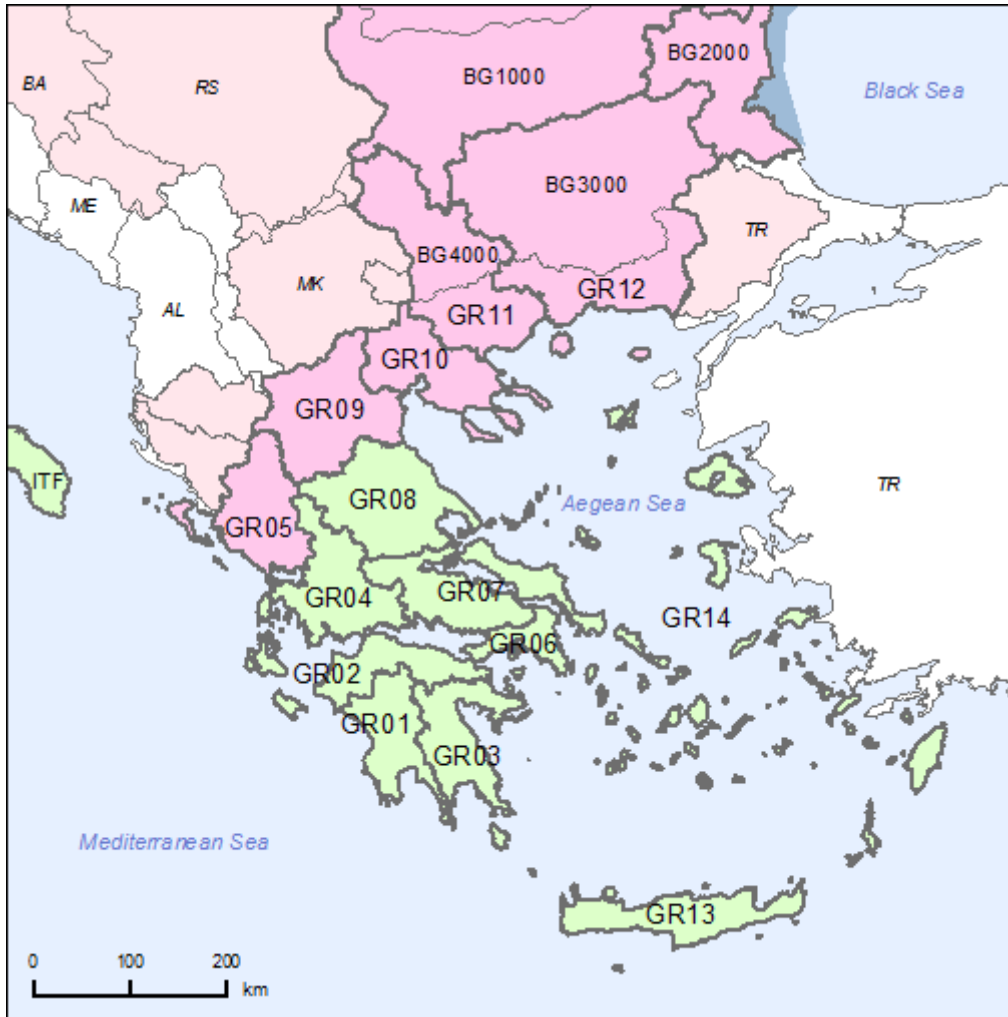 BG2000
BA
RS
BG1000
Black Sea
BG3000
ME
TR
BG4000
MK
GR12
AL
GR11
GR10
GR09
ITF
TR
GR08
Aegean Sea
GR05
GR07
GR04
GR14
GR06
GR02
GR01
GR03
Mediterranean Sea
GR13
0 100 200
km